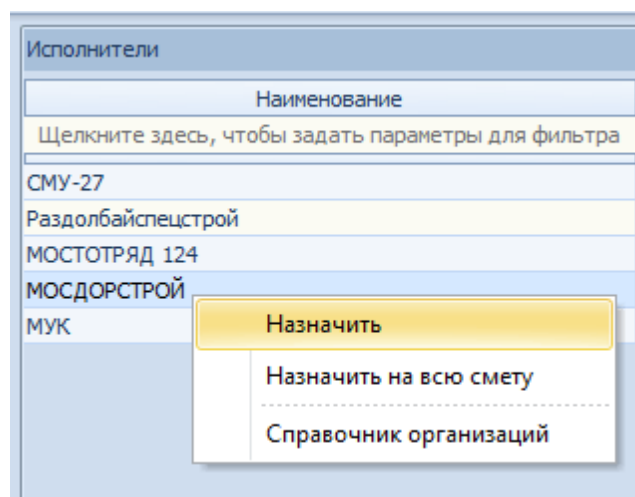 Исполнители
Наименование
Щелкните здесь, чтобы задать параметры для фильтра
СМУ-27
Раздолбайспецстрой
МОСТОТРЯД 124
МОСДОРСТРОЙ
МУК
Назначить
Назначить на всю смету
Справочник организаций